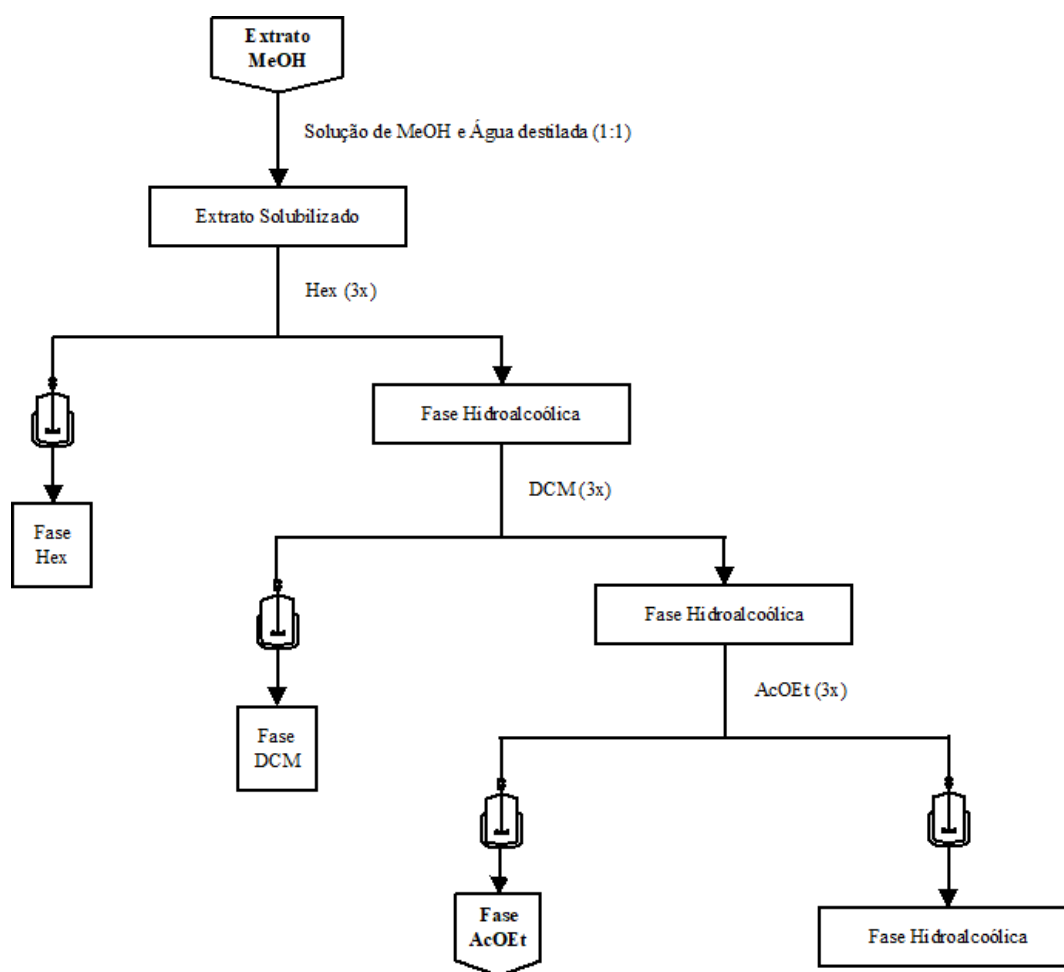 Extrato
MeOH
Solução de MeOH e Água destilada (1:1)
Extrato Solubilizado
Hex (3x)
Fase Hidroalcoólica
DCM (3x)
Fase
Hex
Fase Hidroalcoólica
AcOEt (3x)
Fase
DCM
Fase
AcOEt
Fase Hidroalcoólica